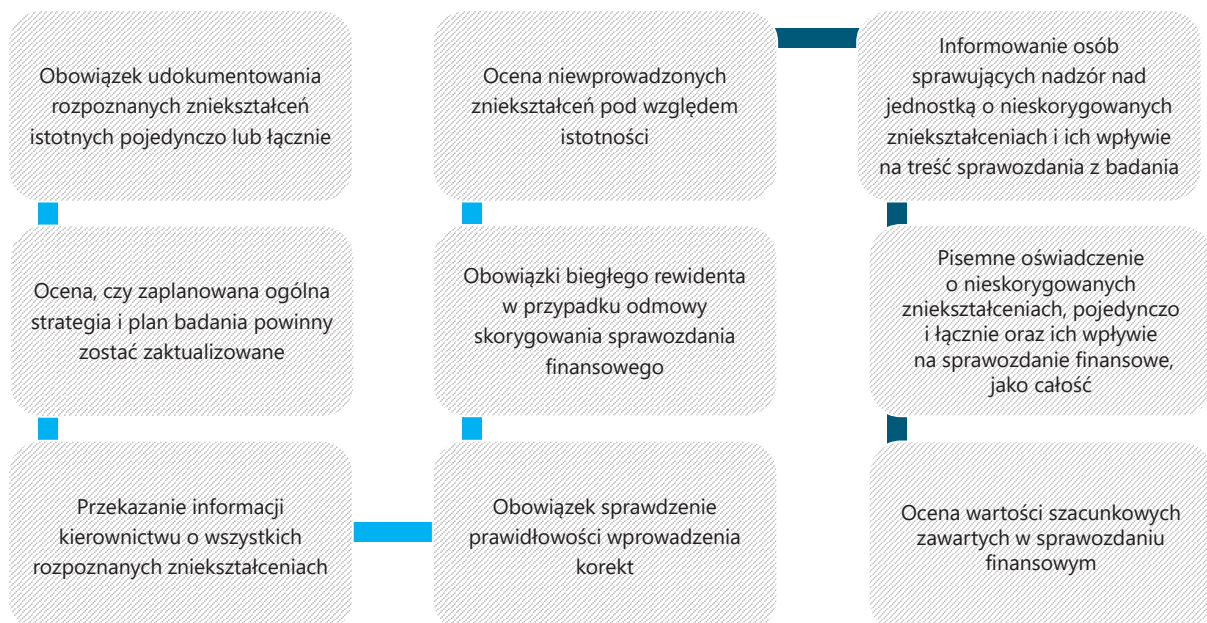 Obowiązek udokumentowania
rozpoznanych zniekształceń
istotnych pojedynczo lub łącznie
Ocena, czy zaplanowana ogólna
strategia i plan badania powinny
zostać zaktualizowane
Przekazanie informacji
kierownictwu o wszystkich
rozpoznanych zniekształceniach
Obowiązek sprawdzenie
prawidłowości wprowadzenia
korekt
Obowiązki biegłego rewidenta
w przypadku odmowy
skorygowania sprawozdania
finansowego
Ocena niewprowadzonych
zniekształceń pod względem
istotności
Informowanie osób
sprawujących nadzór nad
jednostką o nieskorygowanych
zniekształceniach i ich wpływie
na treść sprawozdania z badania
Pisemne oświadczenie
o nieskorygowanych
zniekształceniach, pojedynczo
i łącznie oraz ich wpływie
na sprawozdanie finansowe,
jako całość
Ocena wartości szacunkowych
zawartych w sprawozdaniu
finansowym